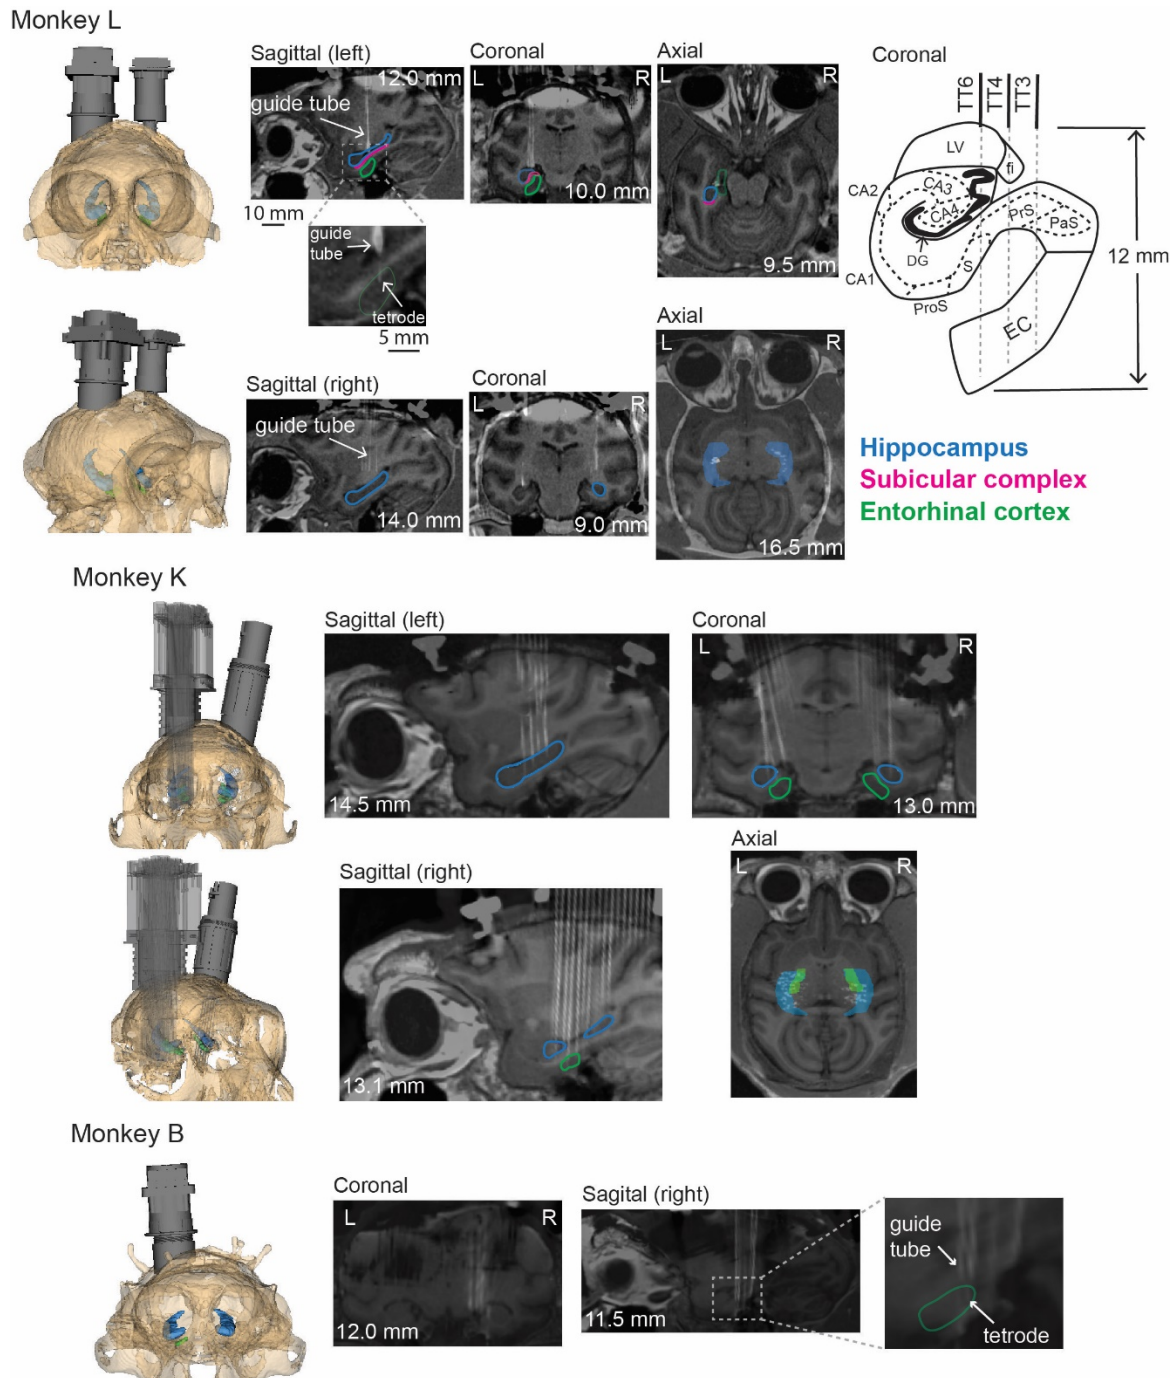 Monkey L
Sagittal (left)
12.0 mm
guide tube
10 mm
guide
tube
tetrode
5 mm
Coronal
L R
10.0 mm
Axial
L R
9.5 mm
Coronal
TT6
TT4
TT3
LV
fi
CA2
CA3
CA4
PrS
PaS
DG
S
CA1
ProS
EC
12 mm
Sagittal (right)
guide tube
14.0 mm
Coronal
L R
9.0 mm
Axial
L R
16.5 mm
Hippocampus
Subicular complex
Entorhinal cortex
Monkey K
Sagittal (left)
14.5 mm
Coronal
L R
13.0 mm
Sagittal (right)
13.1 mm
Axial
L R
Monkey B
Coronal
L R
12.0 mm
Sagital (right)
11.5 mm
guide
tube
tetrode